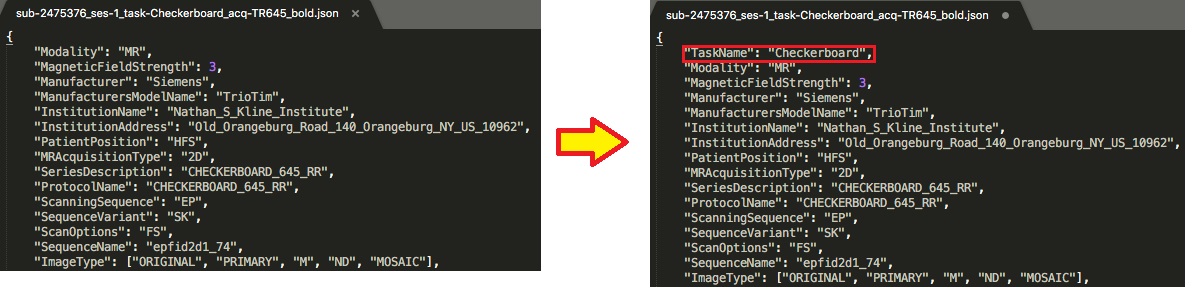 sub-2475376_ses-1_task-Checkerboard_acq-TR645_bold.json ×
{
"Modality": "MR",
"MagneticFieldStrength": 3,
"Manufacturer": "Siemens",
"ManufacturersModelName": "TrioTim",
"InstitutionName": "Nathan_S_Kline_Institute",
"InstitutionAddress": "Old_Orangeburg_Road_140_Orangeburg_NY_US_10962",
"PatientPosition": "HFS",
"MRAcquisitionType": "2D",
"SeriesDescription": "CHECKERBOARD_645_RR",
"ProtocolName": "CHECKERBOARD_645_RR",
"ScanningSequence": "EP",
"SequenceVariant": "SK",
"ScanOptions": "FS",
"SequenceName": "epfid2d1_74",
"ImageType": ["ORIGINAL", "PRIMARY", "M", "ND", "MOSAIC"],
sub-2475376_ses-1_task-Checkerboard_acq-TR645_bold.json
{
"TaskName": "Checkerboard",
"Modality": "MR",
"MagneticFieldStrength": 3,
"Manufacturer": "Siemens",
"ManufacturersModelName": "TrioTim",
"InstitutionName": "Nathan_S_Kline_Institute",
"InstitutionAddress": "Old_Orangeburg_Road_140_Orangeburg_NY_US_10962",
"PatientPosition": "HFS",
"MRAcquisitionType": "2D",
"SeriesDescription": "CHECKERBOARD_645_RR",
"ProtocolName": "CHECKERBOARD_645_RR",
"ScanningSequence": "EP",
"SequenceVariant": "SK",
"ScanOptions": "FS",
"SequenceName": "epfid2d1_74",
"ImageType": ["ORIGINAL", "PRIMARY", "M", "ND", "MOSAIC"],